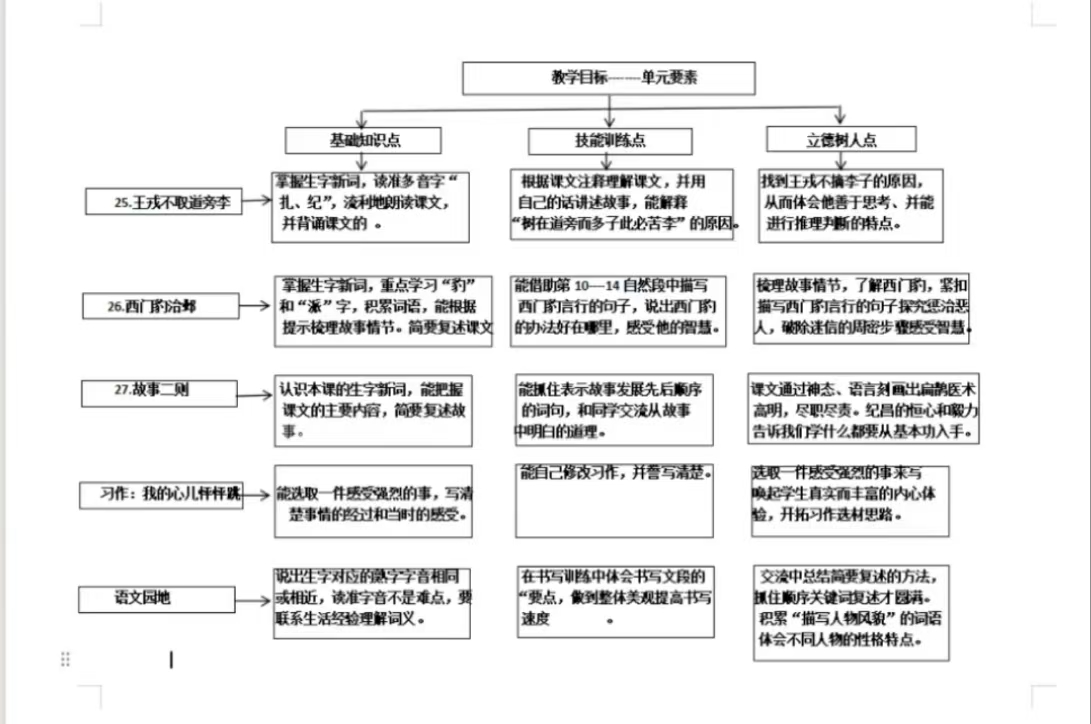 教学目标-------单元要素
基础知识点
技能训练点
立德树人点
25.王戎不取道旁李
掌握生字新词，读准多音字“
扎、纪”，流利地朗读课文，
并背诵课文的 。
根据课文注释理解课文，并用
自己的话讲述故事，能解释
“树在道旁而多子此必苦李”的原因。
找到王戎不摘李子的原因，
从而体会他善于思考、并能
进行推理判断的特点。
26.西门豹治邺
掌握生字新词，重点学习“豹”
和“派”字，积累词语，能根据
提示梳理故事情节。简要复述课文
能借助第 10—14 自然段中描写
西门豹言行的句子，说出西门豹
的办法好在哪里，感受他的智慧。
梳理故事情节，了解西门豹，紧扣
描写西门豹言行的句子探究惩治恶
人，破除迷信的周密步骤感受智慧。
27.故事二则
认识本课的生字新词，能把握
课文的主要内容，简要复述故
事。
能抓住表示故事发展先后顺序
的词句，和同学交流从故事
中明白的道理。
课文通过神态、语言刻画出扁鹊医术
高明，尽职尽责。纪昌的恒心和毅力
告诉我们学什么都要从基本功入手。
习作：我的心儿怦怦跳
能选取一件感受强烈的事，写清
楚事情的经过和当时的感受。
能自己修改习作，并誊写清楚。
选取一件感受强烈的事来写
唤起学生真实而丰富的内心体
验，开拓习作选材思路。
语文园地
说出生字对应的熟字字音相同
或相近，读准字音不是难点，要
联系生活经验理解词义。
在书写训练中体会书写文段的
“要点，做到整体美观提高书写
速度 。
交流中总结简要复述的方法，
抓住顺序关键词复述才圆满。
积累“描写人物风貌”的词语
体会不同人物的性格特点。